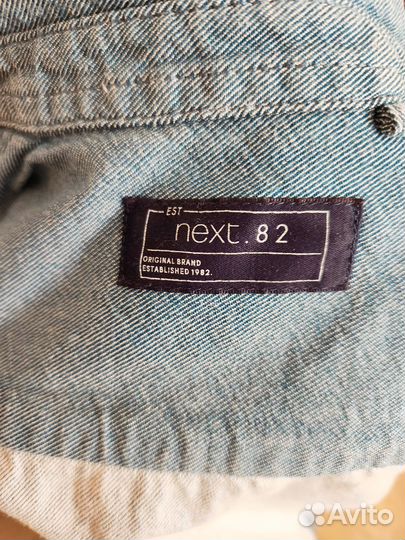 EST
next.82
ORIGINAL BRAND
ESTABLISHED 1982.
Avito